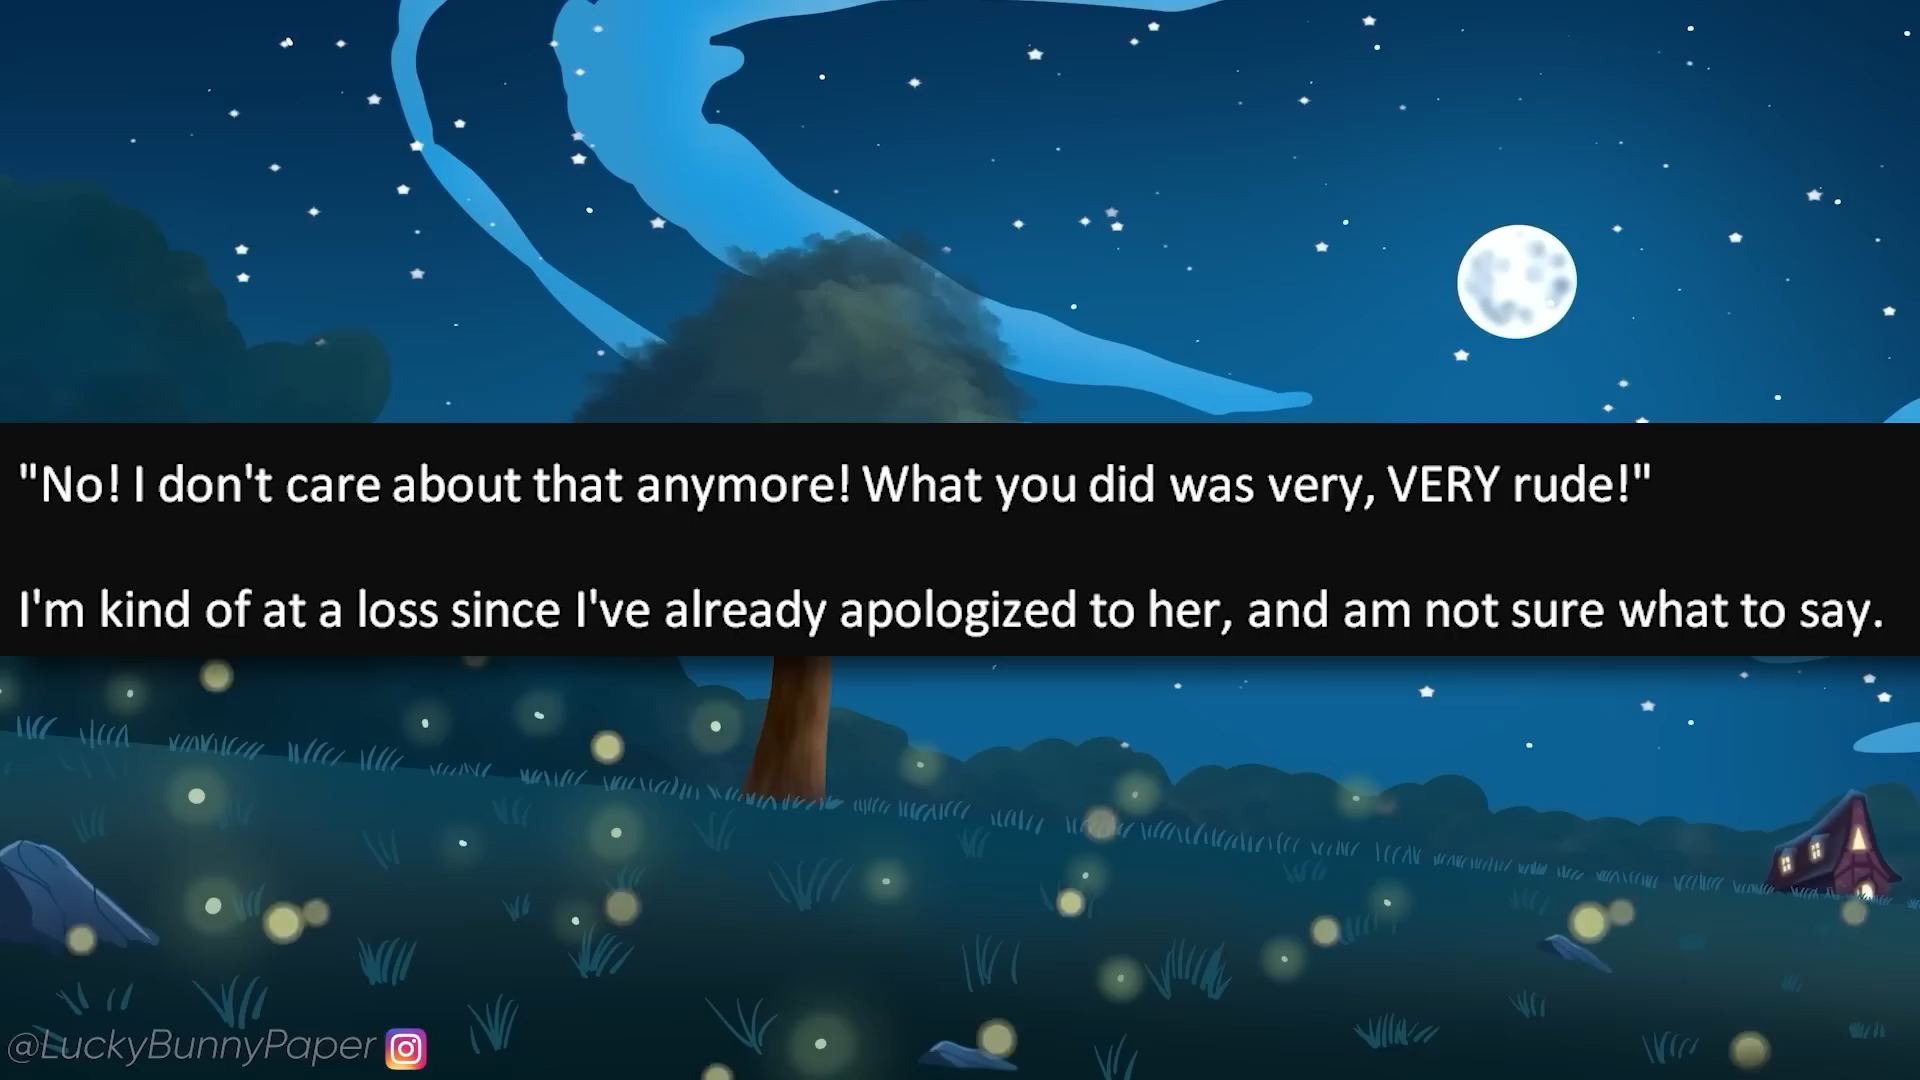 "No! I don't care about that anymore! What you did was very, VERY rude!"
I'm kind of at a loss since I've already apologized to her, and am not sure what to say.
@LuckyBunnyPaper